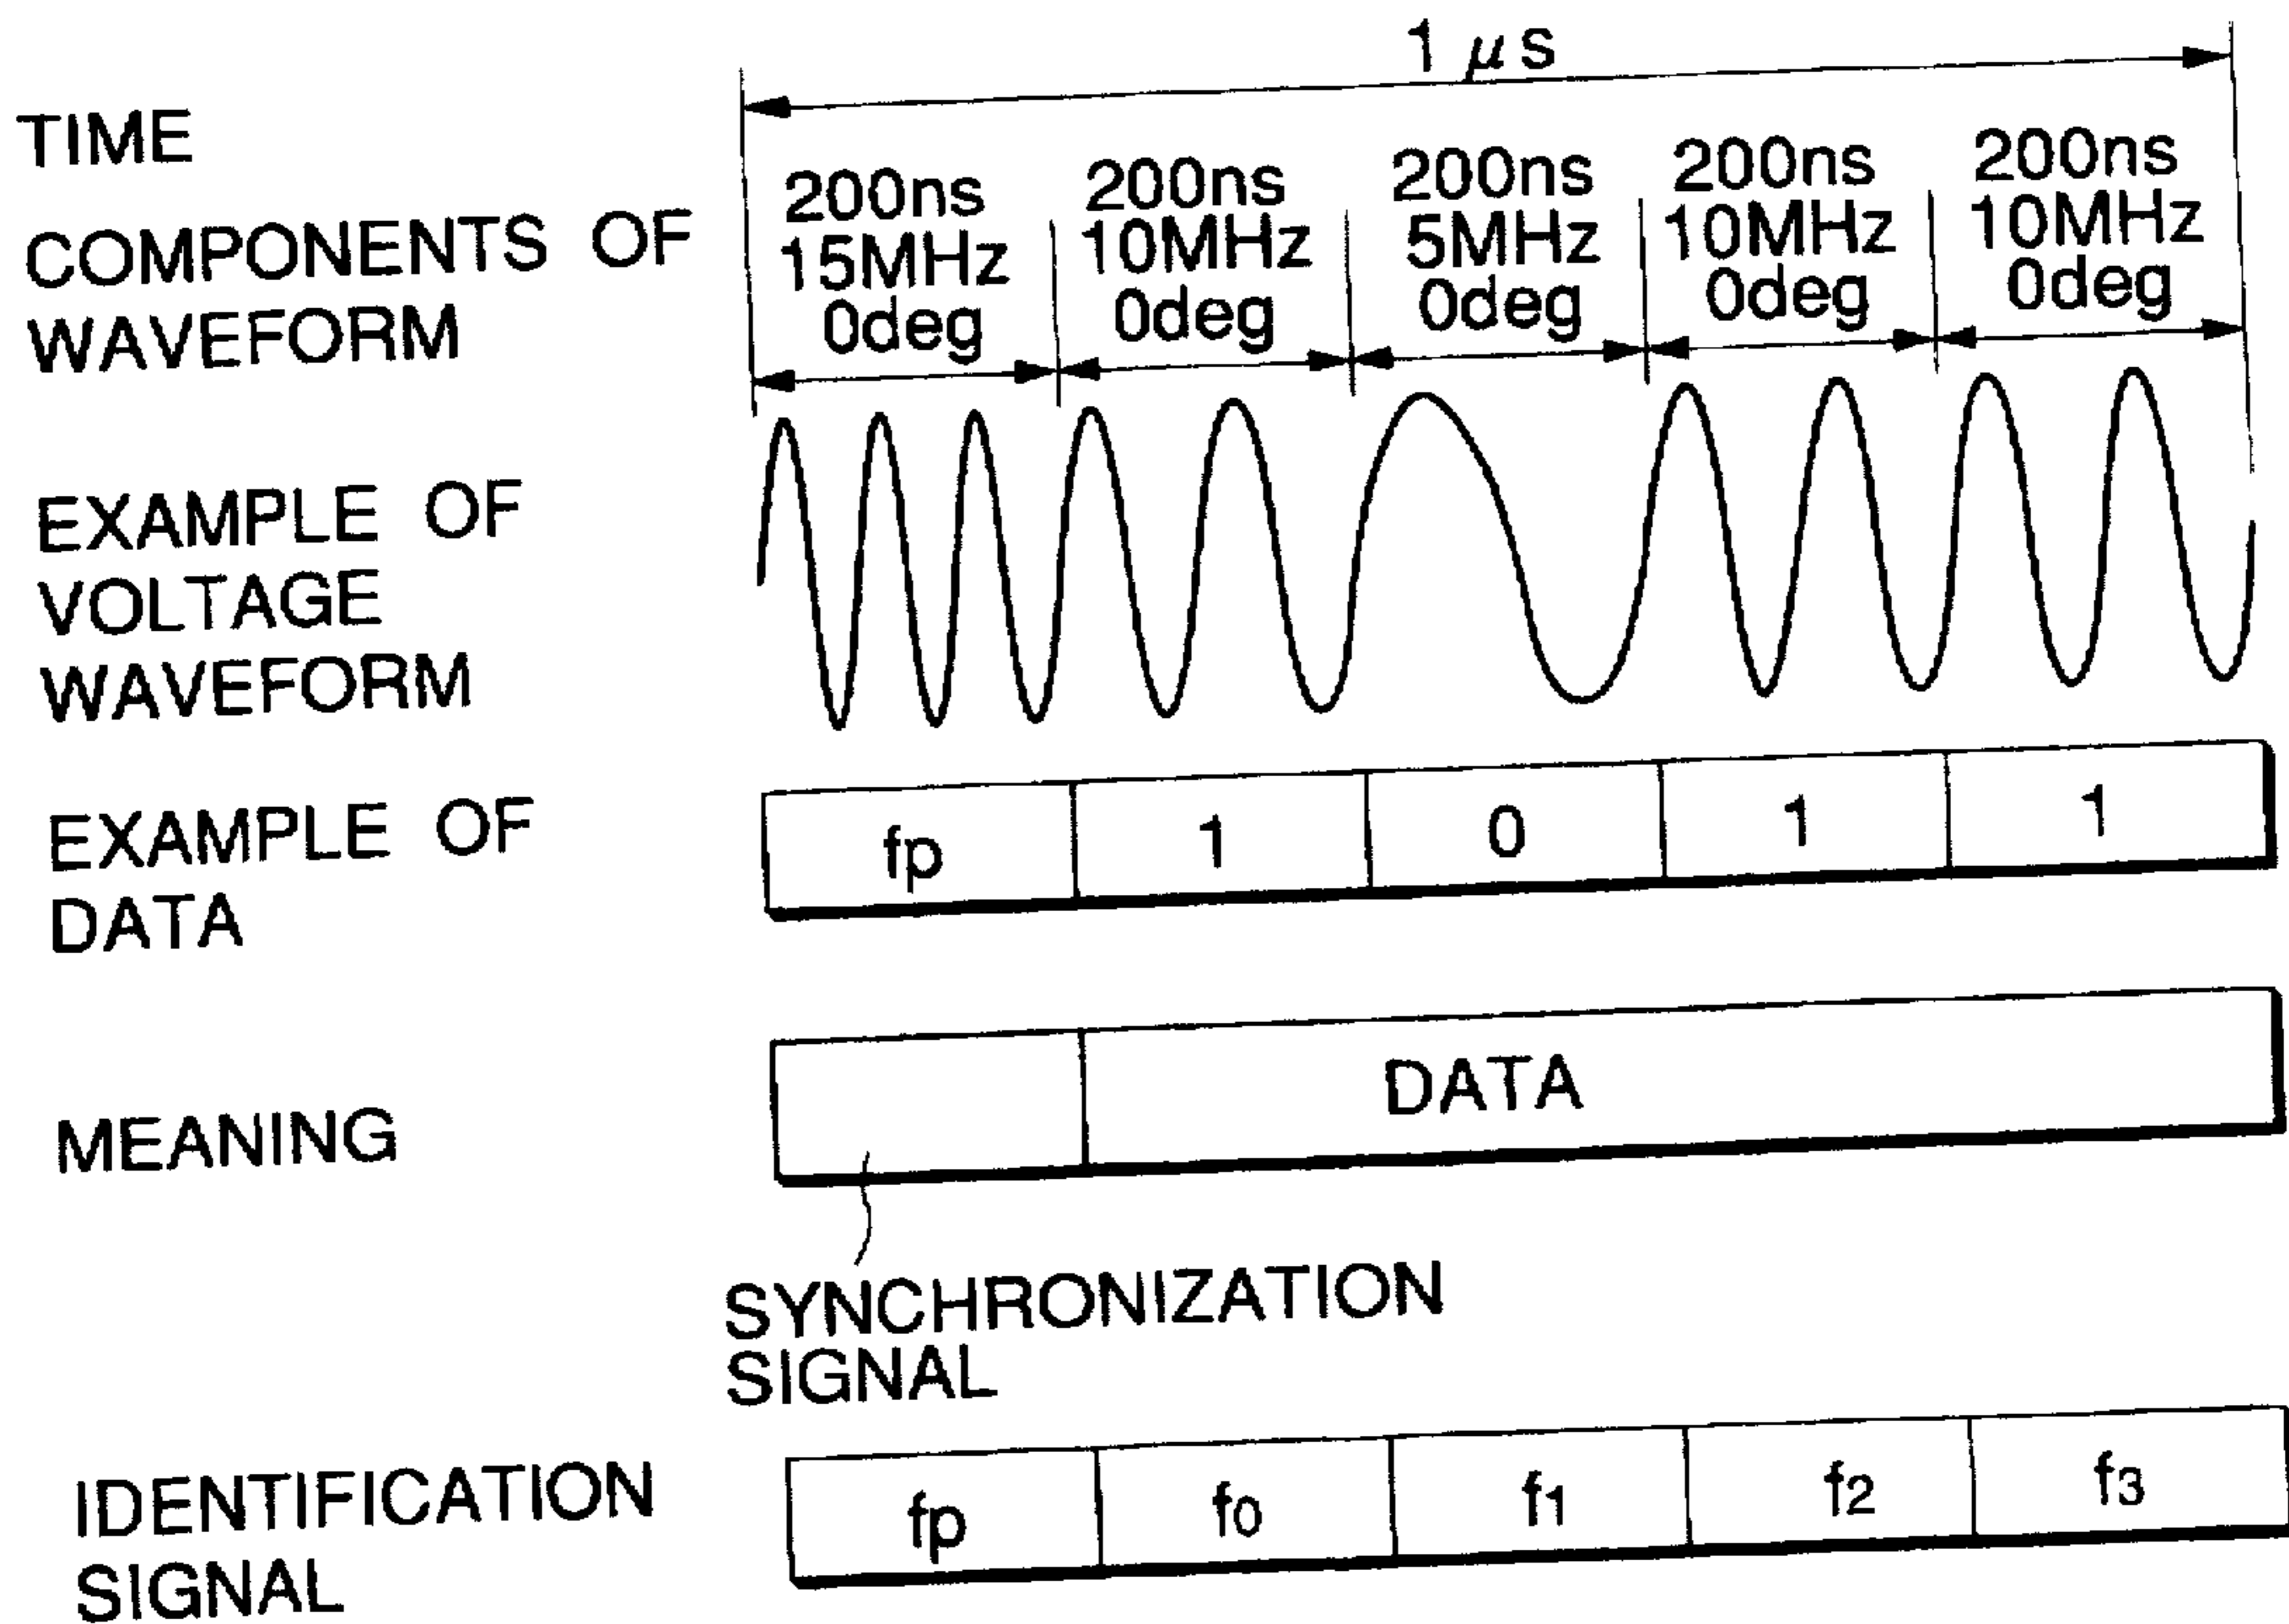 1 μs
TIME
200ns 200ns 200ns 200ns 200ns
COMPONENTS OF
15MHz 10MHz 5MHz 10MHz 10MHz
WAVEFORM
0deg 0deg 0deg 0deg 0deg
EXAMPLE OF
VOLTAGE
WAVEFORM
EXAMPLE OF
DATA
fp 1 0 1 1
MEANING
DATA
SYNCHRONIZATION
SIGNAL
IDENTIFICATION
SIGNAL
fp f0 f1 f2 f3